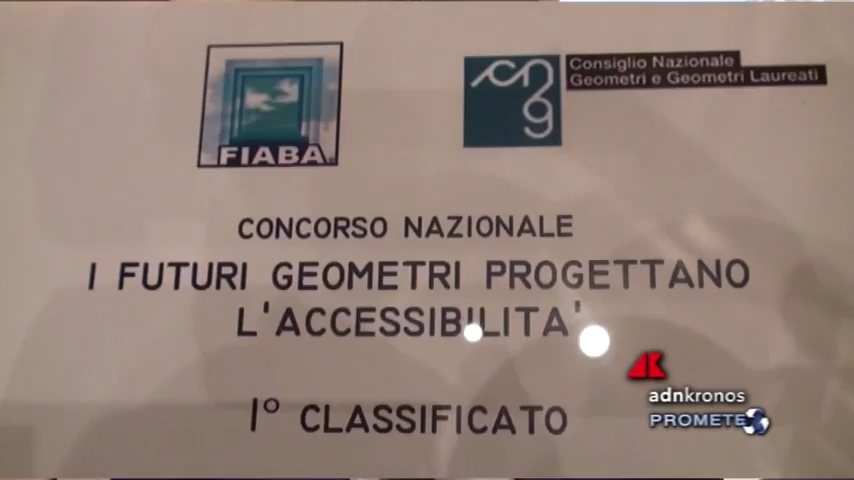 FIABA
cng
Consiglio Nazionale
Geometri e Geometri Laureati
CONCORSO NAZIONALE
I FUTURI GEOMETRI PROGETTANO
L'ACCESSIBILITA'
I° CLASSIFICATO
adnkronos
PROMETEO